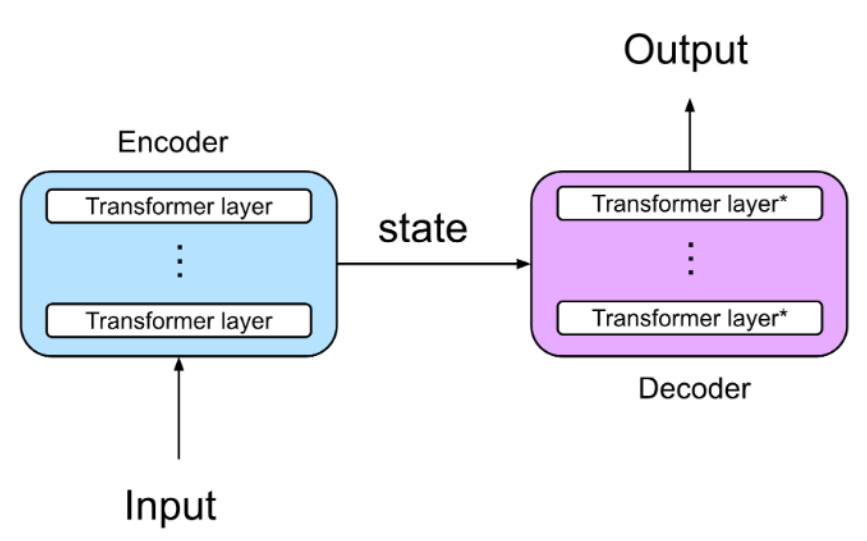 Output
Encoder
Transformer layer
⋮
Transformer layer
Input
state
Transformer layer*
⋮
Transformer layer*
Decoder